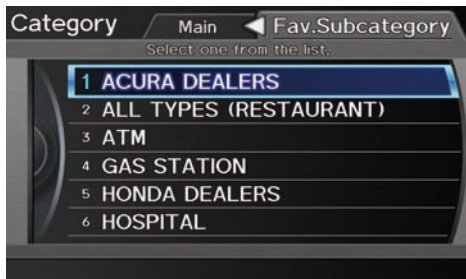 Category Main Fav.Subcategory
Select one from the list.
1 ACURA DEALERS
2 ALL TYPES (RESTAURANT)
3 ATM
4 GAS STATION
5 HONDA DEALERS
6 HOSPITAL